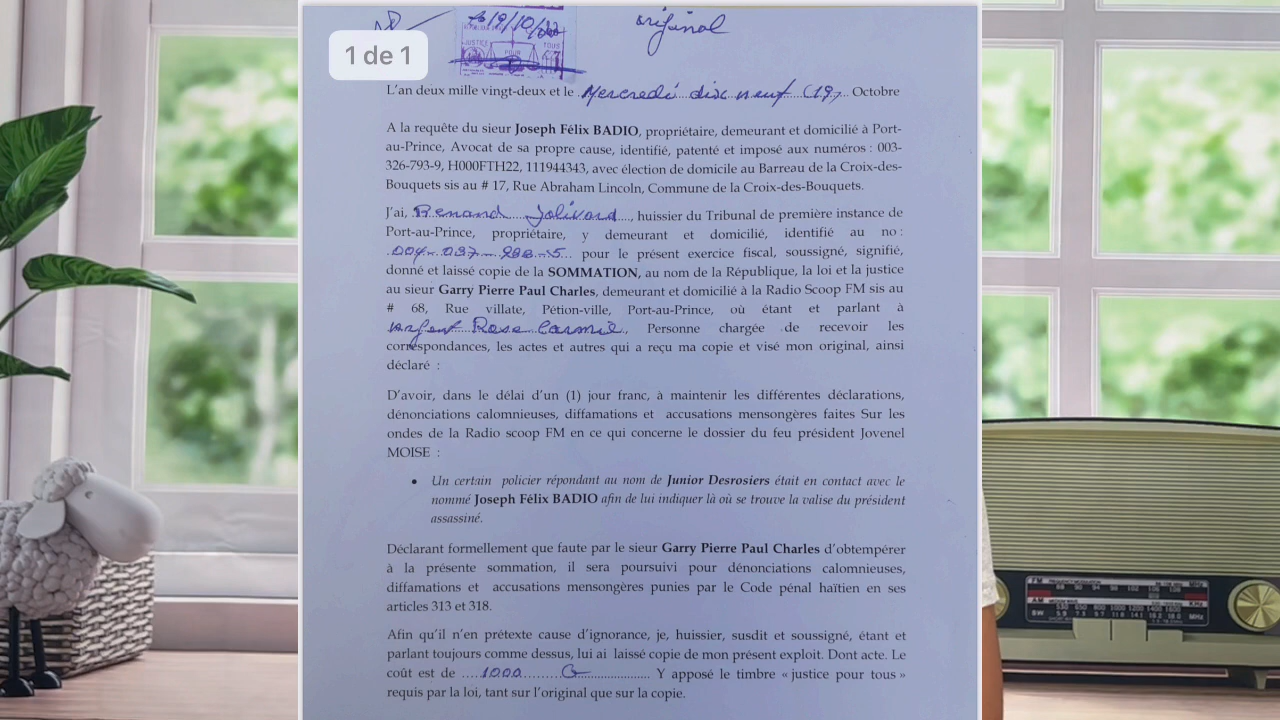 19/10/
JUSTICE POUR TOUS
original
1 de 1
L'an deux mille vingt-deux et le Mercredi dix neuf (19) Octobre
A la requête du sieur Joseph Félix BADIO, propriétaire, demeurant et domicilié à Port-
au-Prince, Avocat de sa propre cause, identifié, patenté et imposé aux numéros : 003-
326-793-9, H000FTH22, 111944343, avec élection de domicile au Barreau de la Croix-des-
Bouquets sis au # 17, Rue Abraham Lincoln, Commune de la Croix-des-Bouquets.
J'ai, Renand Jolivard, huissier du Tribunal de première instance de
Port-au-Prince, propriétaire, y demeurant et domicilié, identifié au no :
pour le présent exercice fiscal, soussigné, signifié,
donné et laissé copie de la SOMMATION, au nom de la République, la loi et la justice
au sieur Garry Pierre Paul Charles, demeurant et domicilié à la Radio Scoop FM sis au
# 68, Rue villate, Pétion-ville, Port-au-Prince, où étant et parlant à
Rose Carmie, Personne chargée de recevoir les
correspondances, les actes et autres qui a reçu ma copie et visé mon original, ainsi
déclaré :
D'avoir, dans le délai d'un (1) jour franc, à maintenir les différentes déclarations,
dénonciations calomnieuses, diffamations et accusations mensongères faites Sur les
ondes de la Radio scoop FM en ce qui concerne le dossier du feu président Jovenel
MOISE :
• Un certain policier répondant au nom de Junior Desrosiers était en contact avec le
nommé Joseph Félix BADIO afin de lui indiquer là où se trouve la valise du président
assassiné.
Déclarant formellement que faute par le sieur Garry Pierre Paul Charles d'obtempérer
à la présente sommation, il sera poursuivi pour dénonciations calomnieuses,
diffamations et accusations mensongères punies par le Code pénal haïtien en ses
articles 313 et 318.
Afin qu'il n'en prétexte cause d'ignorance, je, huissier, susdit et soussigné, étant et
parlant toujours comme dessus, lui ai laissé copie de mon présent exploit. Dont acte. Le
coût est de 1000 G Y apposé le timbre « justice pour tous »
requis par la loi, tant sur l'original que sur la copie.
FM
AM
SW
MHz
KHz
MHz